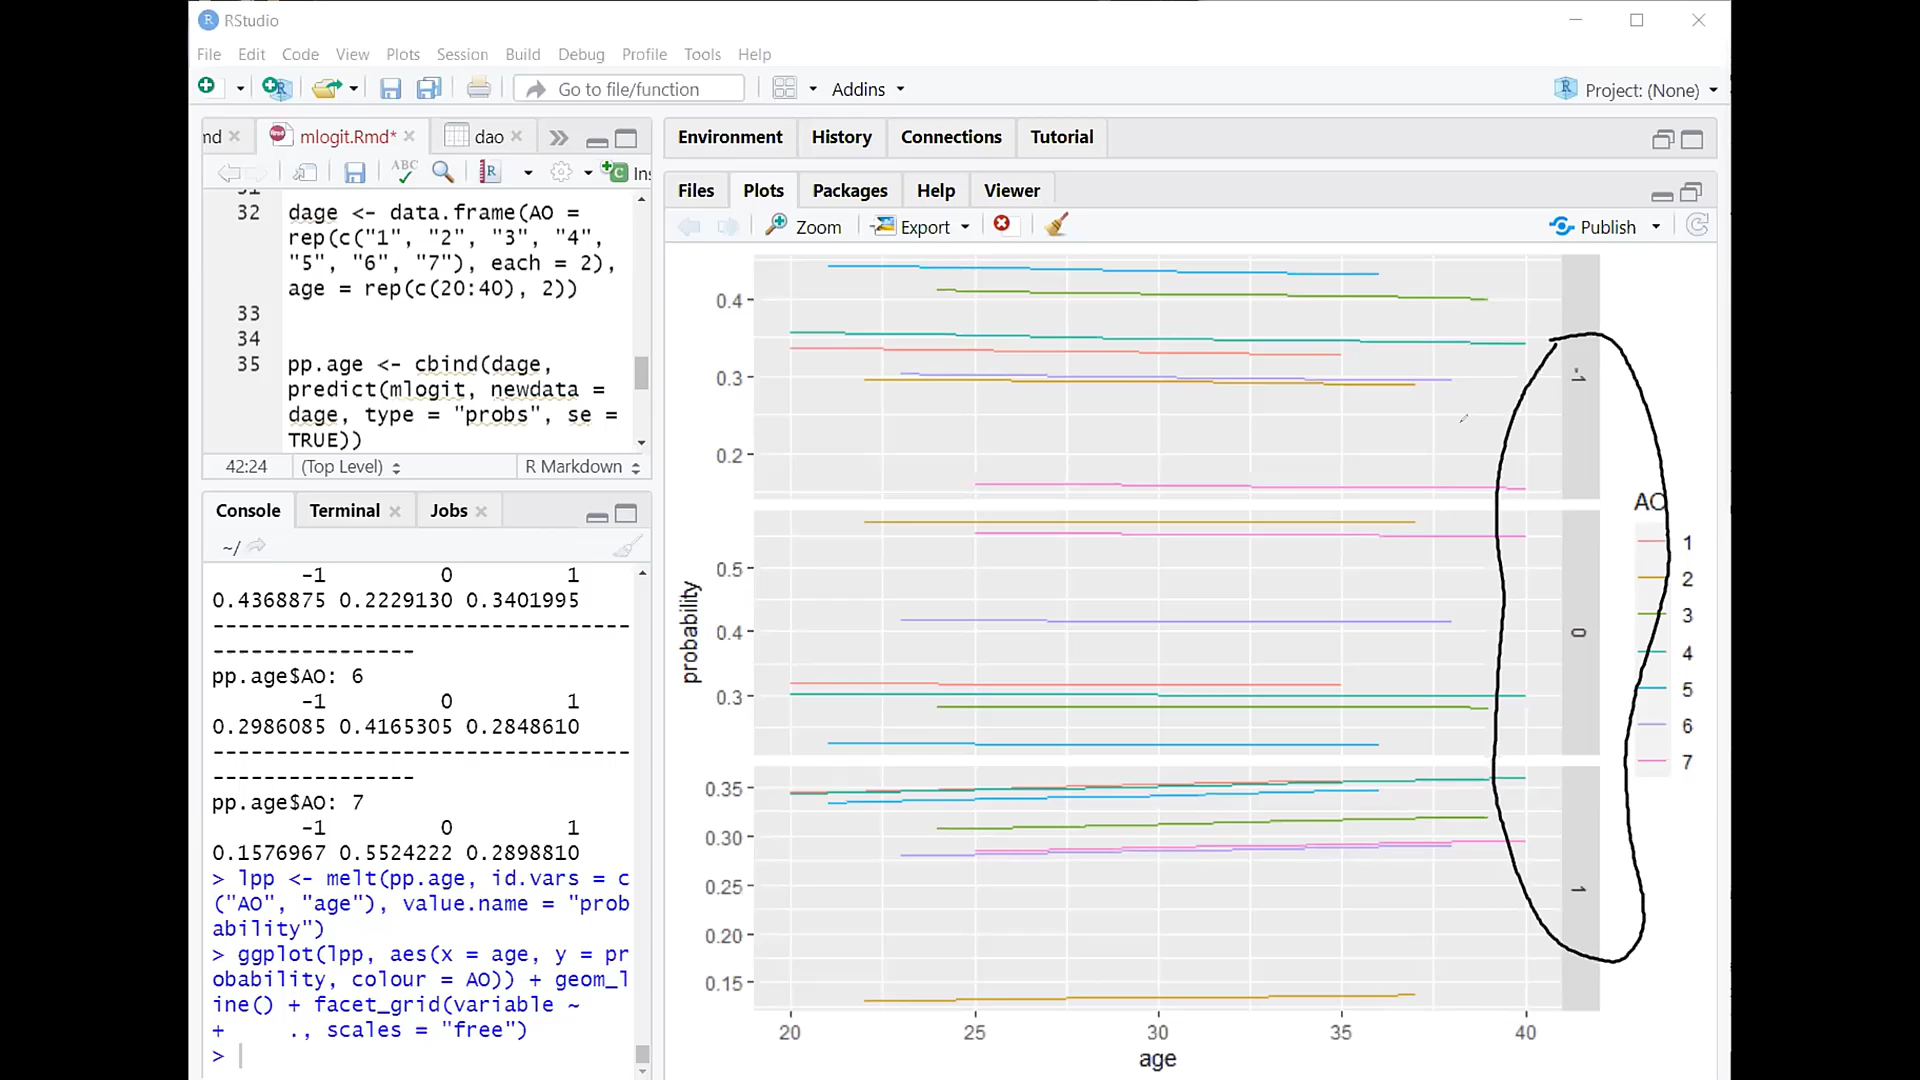 RStudio
File Edit Code View Plots Session Build Debug Profile Tools Help
Go to file/function Addins Project: (None)
nd mlogit.Rmd* dao
ABC Ins
32 dage <- data.frame(AO =
rep(c("1", "2", "3", "4",
"5", "6", "7"), each = 2),
age = rep(c(20:40), 2))
33
34
35 pp.age <- cbind(dage,
predict(mlogit, newdata =
dage, type = "probs", se =
TRUE))
42:24 (Top Level) R Markdown
Console Terminal Jobs
~/
-1 0 1
0.4368875 0.2229130 0.3401995
---------------------------------
----------------
pp.age$AO: 6
-1 0 1
0.2986085 0.4165305 0.2848610
---------------------------------
----------------
pp.age$AO: 7
-1 0 1
0.1576967 0.5524222 0.2898810
> lpp <- melt(pp.age, id.vars = c
("AO", "age"), value.name = "prob
ability")
> ggplot(lpp, aes(x = age, y = pr
obability, colour = AO)) + geom_l
ine() + facet_grid(variable ~
+ ., scales = "free")
>
Environment History Connections Tutorial
Files Plots Packages Help Viewer
Zoom Export Publish
0.4
0.3
0.2
-1
0.5
0.4
0.3
0
0.35
0.30
0.25
0.20
0.15
1
probability
20 25 30 35 40
age
AO
1
2
3
4
5
6
7